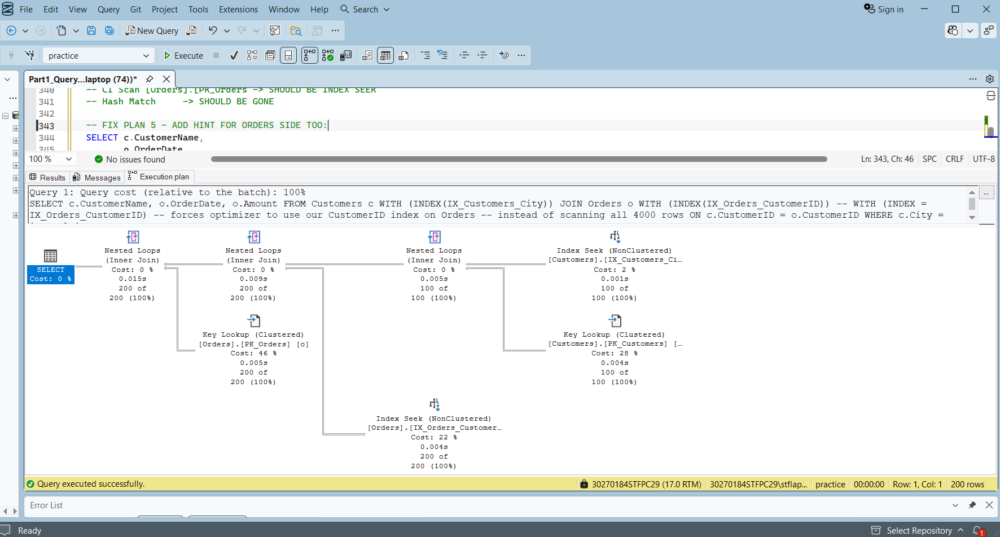 File Edit View Query Git Project Tools Extensions Window Help Search Sign in
New Query
practice Execute
Part1_Query...laptop (74))*
340 -- CI Scan [Orders].[PK_Orders -> SHOULD BE INDEX SEEK
341 -- Hash Match     -> SHOULD BE GONE
342
343 -- FIX PLAN 5 - ADD HINT FOR ORDERS SIDE TOO:
344 SELECT c.CustomerName,
345 o.OrderDate
100 % No issues found Ln: 343, Ch: 46 SPC CRLF UTF-8
Results Messages Execution plan
Query 1: Query cost (relative to the batch): 100%
SELECT c.CustomerName, o.OrderDate, o.Amount FROM Customers c WITH (INDEX(IX_Customers_City)) JOIN Orders o WITH (INDEX(IX_Orders_CustomerID)) -- WITH (INDEX =
IX_Orders_CustomerID) -- forces optimizer to use our CustomerID index on Orders -- instead of scanning all 4000 rows ON c.CustomerID = o.CustomerID WHERE c.City =
...
SELECT
Cost: 0 %
Nested Loops
(Inner Join)
Cost: 0 %
0.015s
200 of
200 (100%)
Nested Loops
(Inner Join)
Cost: 0 %
0.009s
200 of
200 (100%)
Nested Loops
(Inner Join)
Cost: 0 %
0.005s
100 of
100 (100%)
Index Seek (NonClustered)
[Customers].[IX_Customers_Ci…
Cost: 2 %
0.001s
100 of
100 (100%)
Key Lookup (Clustered)
[Orders].[PK_Orders] [o]
Cost: 46 %
0.005s
200 of
200 (100%)
Key Lookup (Clustered)
[Customers].[PK_Customers] […
Cost: 28 %
0.004s
100 of
100 (100%)
Index Seek (NonClustered)
[Orders].[IX_Orders_Customer…
Cost: 22 %
0.004s
200 of
200 (100%)
Query executed successfully. 30270184STFPC29 (17.0 RTM) 30270184STFPC29\stflap... practice 00:00:00 Row: 1, Col: 1 200 rows
Error List
Ready Select Repository 1